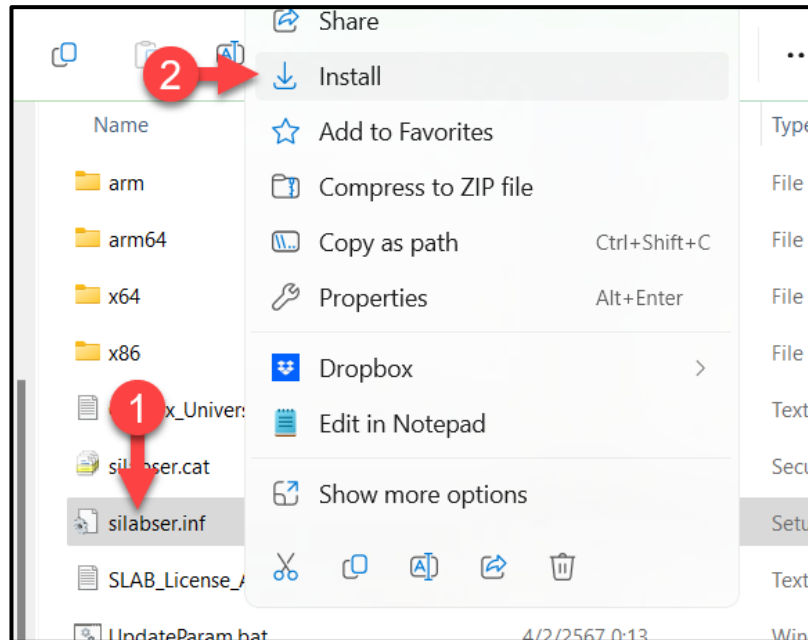 Share
2
Install
Name
Add to Favorites
Type
arm
Compress to ZIP file
File
arm64
Copy as path
Ctrl+Shift+C
File
x64
Properties
Alt+Enter
File
x86
Dropbox
File
1
x_Univers
Edit in Notepad
Text
silabser.cat
Secu
Show more options
silabser.inf
Setu
SLAB_License_A
Text
UpdateParam.bat
4/2/2567 0:13
Win